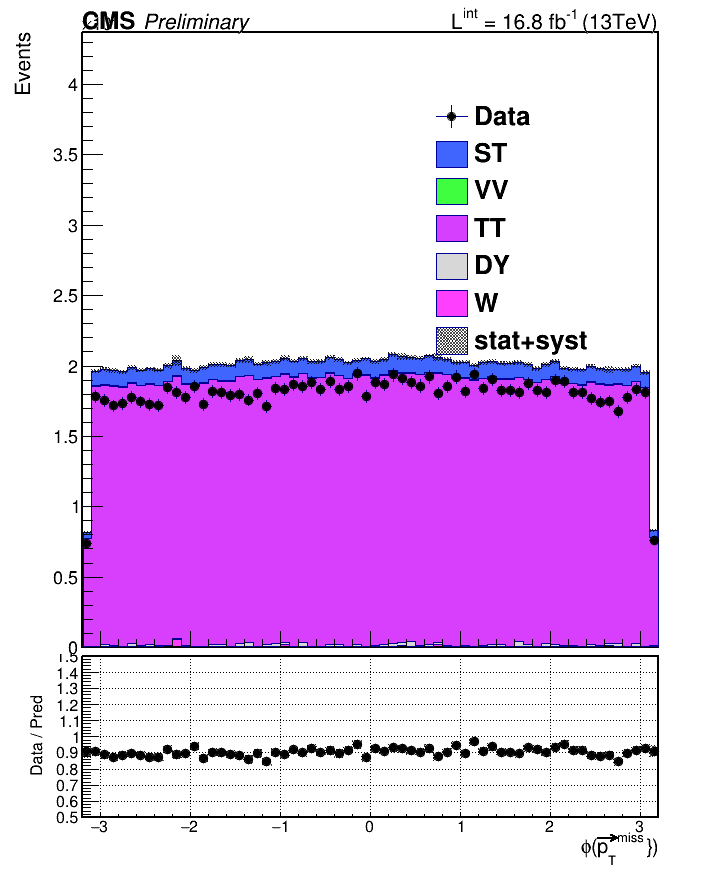 CMS Preliminary L^int = 16.8 fb^-1 (13TeV)
Events
4
3.5
3
2.5
2
1.5
1
0.5
0
Data
ST
VV
TT
DY
W
stat+syst
Data / Pred
1.5
1.4
1.3
1.2
1.1
1
0.9
0.8
0.7
0.6
0.5
−3 −2 −1 0 1 2 3
ϕ(p⃗_T^miss })